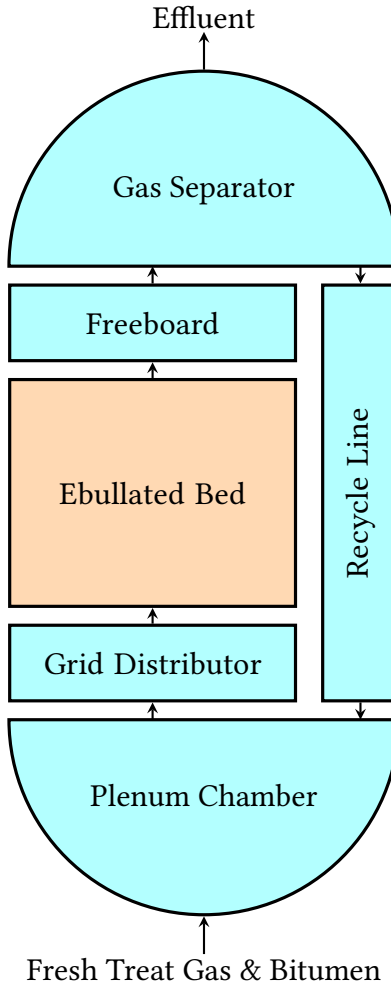 Effluent
Gas Separator
Freeboard
Ebullated Bed
Recycle Line
Grid Distributor
Plenum Chamber
Fresh Treat Gas & Bitumen